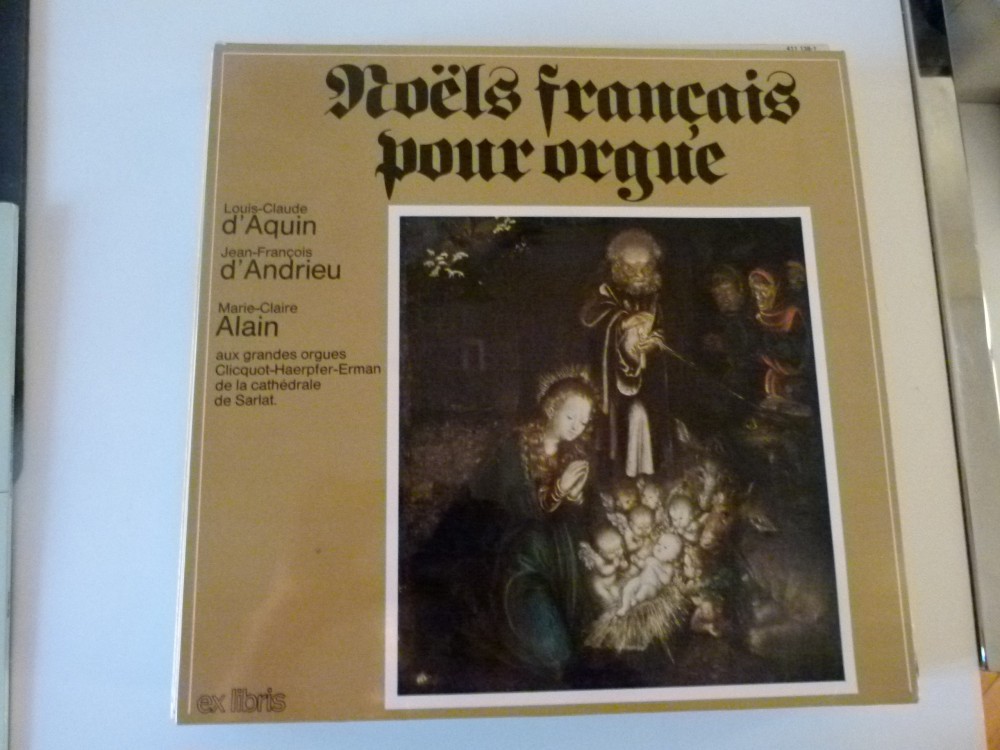 Noëls français
pour orgue
Louis-Claude
d'Aquin
Jean-François
d'Andrieu
Marie-Claire
Alain
aux grandes orgues
Clicquot-Haerpfer-Erman
de la cathédrale
de Sarlat.
ex libris